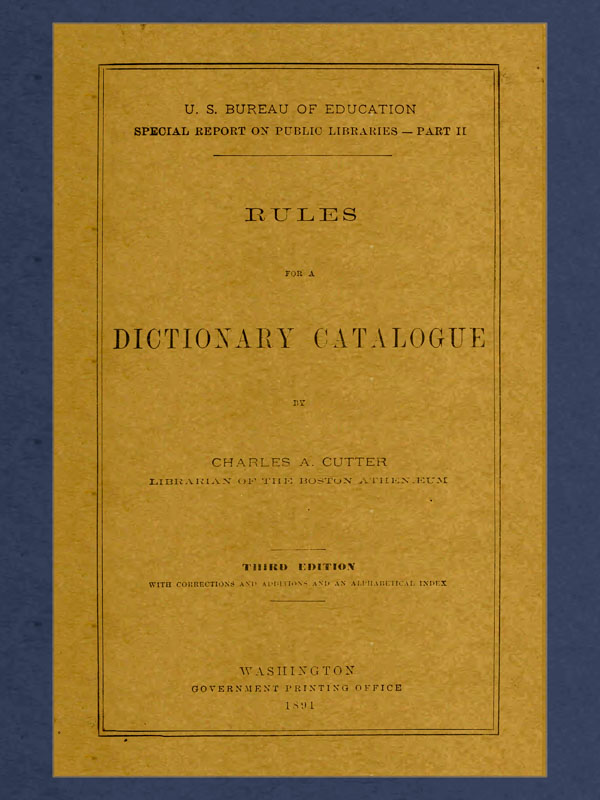 U. S. BUREAU OF EDUCATION
SPECIAL REPORT ON PUBLIC LIBRARIES — PART II
RULES
FOR A
DICTIONARY CATALOGUE
BY
CHARLES A. CUTTER
LIBRARIAN OF THE BOSTON ATHENÆUM
THIRD EDITION
WITH CORRECTIONS AND ADDITIONS AND AN ALPHABETICAL INDEX
WASHINGTON
GOVERNMENT PRINTING OFFICE
1891